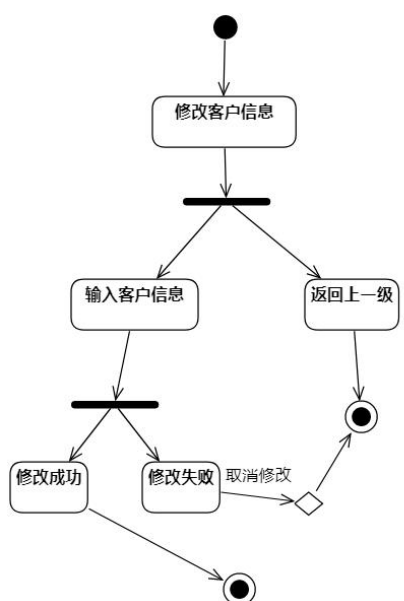 修改客户信息
输入客户信息
返回上一级
修改成功
修改失败
取消修改